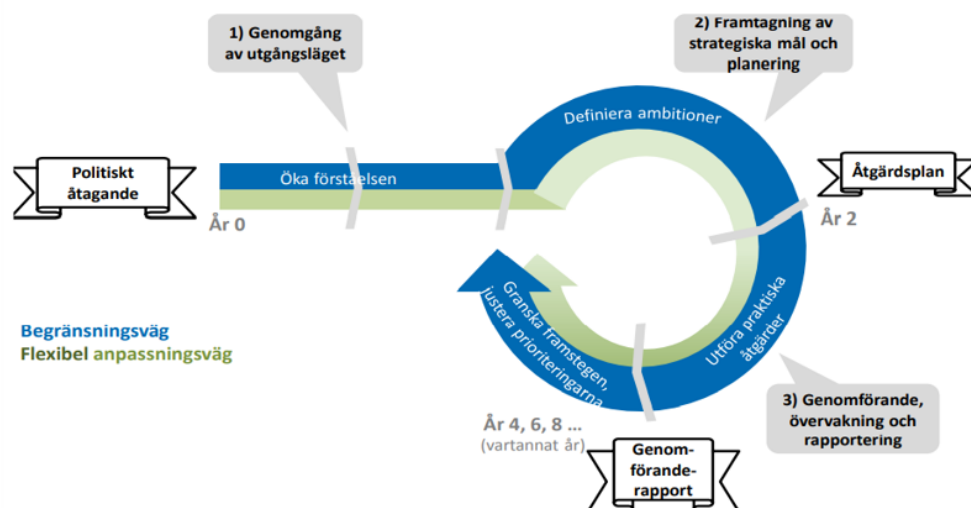 1) Genomgång
av utgångsläget
2) Framtagning av
strategiska mål och
planering
Definiera ambitioner
Politiskt
åtagande
Öka förståelsen
Åtgärdsplan
År 0
År 2
Begränsningsväg
Flexibel anpassningsväg
Granska framstegen,
justera prioriteringarna
Utföra praktiska
åtgärder
3) Genomförande,
övervakning och
rapportering
År 4, 6, 8 ...
(vartannat år)
Genom-
förande-
rapport